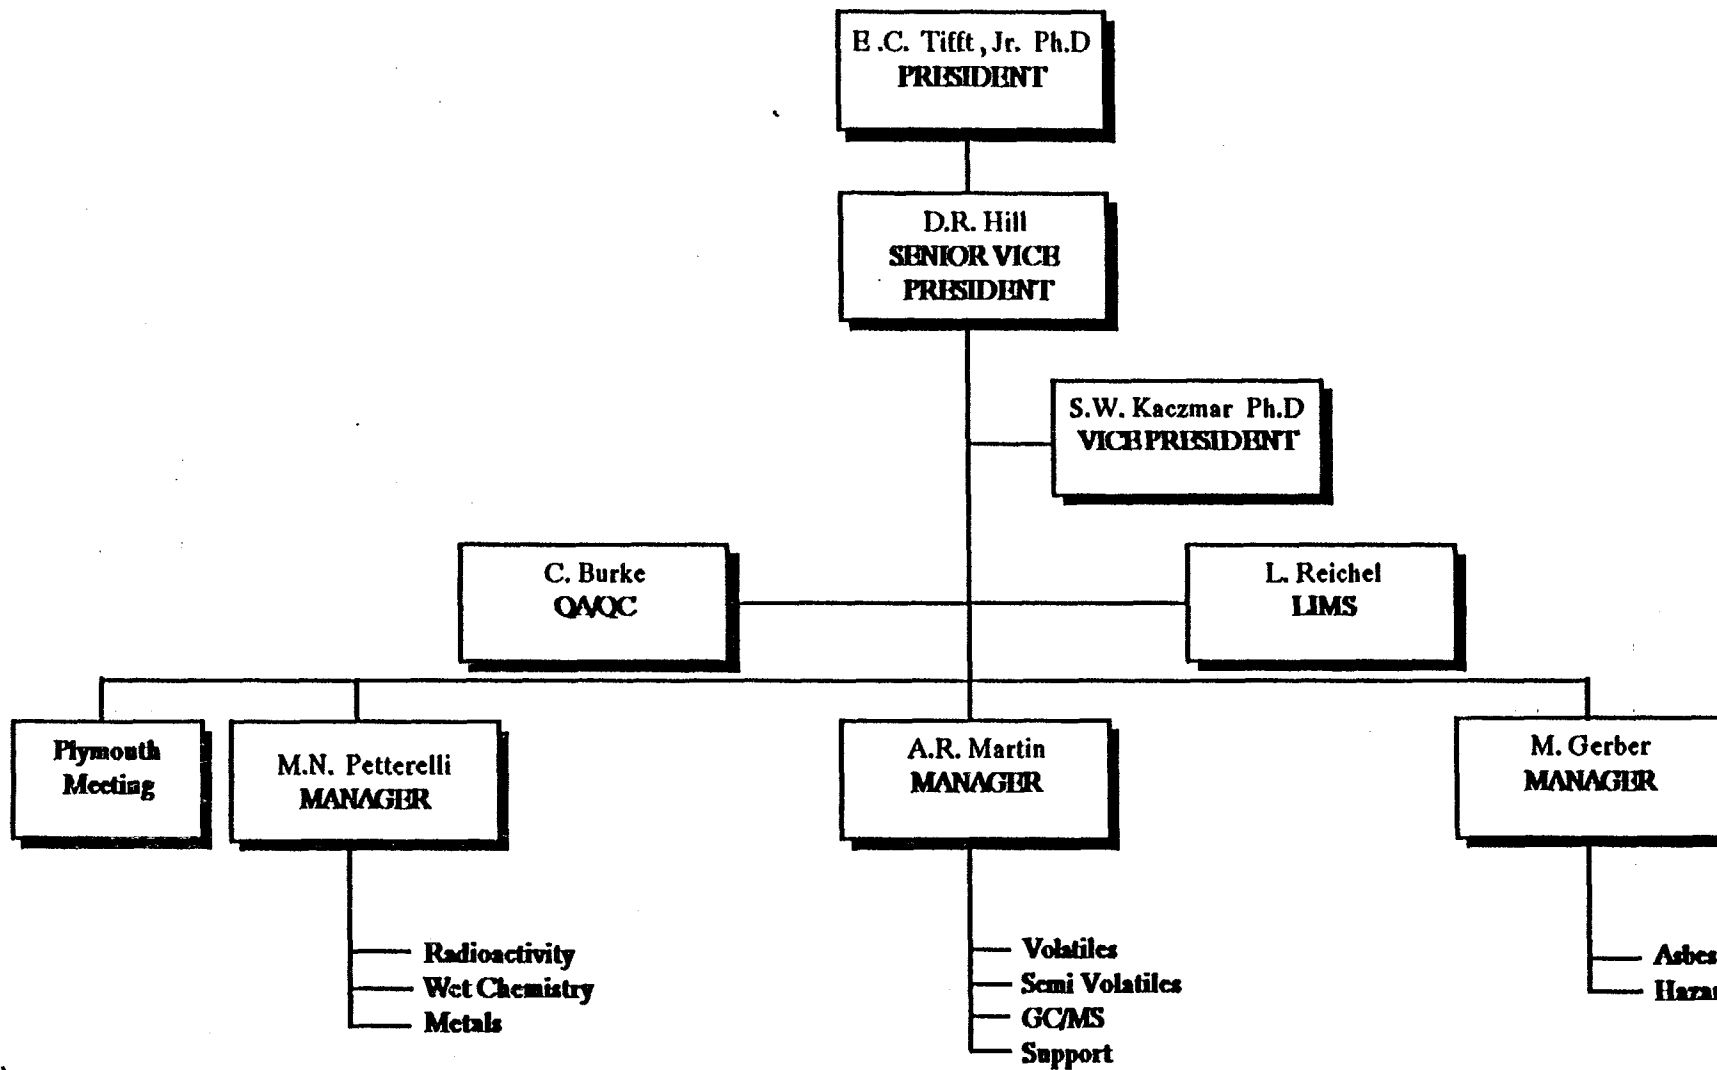 E.C. Tifft, Jr. Ph.D
PRESIDENT
D.R. Hill
SENIOR VICE
PRESIDENT
S.W. Kaczmar Ph.D
VICE PRESIDENT
C. Burke
QA/QC
L. Reichel
LIMS
Plymouth
Meeting
M.N. Petterelli
MANAGER
A.R. Martin
MANAGER
M. Gerber
MANAGER
Radioactivity
Wet Chemistry
Metals
Volatiles
Semi Volatiles
GC/MS
Support